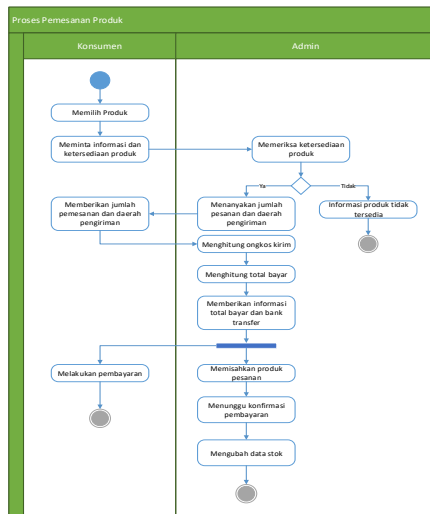 Proses Pemesanan Produk
Konsumen
Admin
Memilih Produk
Meminta informasi dan
ketersediaan produk
Memeriksa ketersediaan
produk
Ya
Tidak
Memberikan jumlah
pemesanan dan daerah
pengiriman
Menanyakan jumlah
pesanan dan daerah
pengiriman
Informasi produk tidak
tersedia
Menghitung ongkos kirim
Menghitung total bayar
Memberikan informasi
total bayar dan bank
transfer
Melakukan pembayaran
Memisahkan produk
pesanan
Menunggu konfirmasi
pembayaran
Mengubah data stok